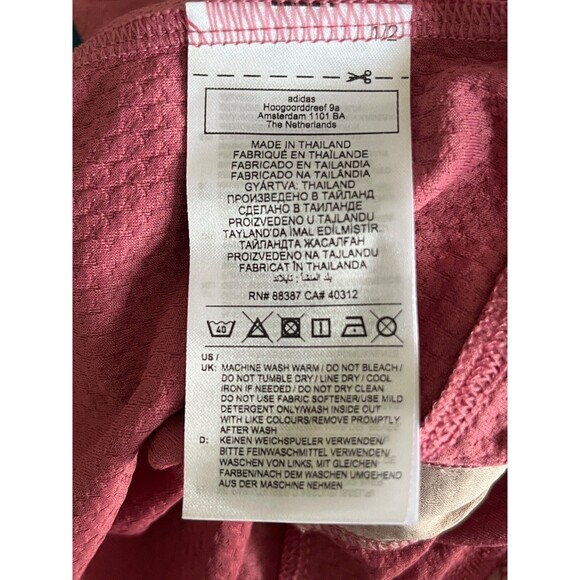 1/2
adidas
Hoogoorddreef 9a
Amsterdam 1101 BA
The Netherlands
MADE IN THAILAND
FABRIQUÉ EN THAÏLANDE
FABRICADO EN TAILANDIA
FABRICADO NA TAILÂNDIA
GYÁRTVA: THAIFÖLD
ПРОИЗВЕДЕНО В ТАЙЛАНД
СДЕЛАНО В ТАИЛАНДЕ
PROIZVEDENO U TAJLANDU
TAYLAND'DA İMAL EDİLMİŞTİR.
ТАЙЛАНДТА ЖАСАЛҒАН
PROIZVEDENO NA TAJLANDU
FABRICAT ÎN THAILANDA
بلد المنشأ : تايلاند
RN# 88387 CA# 40312
40
US /
UK: MACHINE WASH WARM / DO NOT BLEACH /
DO NOT TUMBLE DRY / LINE DRY / COOL
IRON IF NEEDED / DO NOT DRY CLEAN
DO NOT USE FABRIC SOFTENER/USE MILD
DETERGENT ONLY/WASH INSIDE OUT
WITH LIKE COLOURS/REMOVE PROMPTLY
AFTER WASH
D: KEINEN WEICHSPUELER VERWENDEN/
BITTE FEINWASCHMITTEL VERWENDEN/
WASCHEN VON LINKS, MIT GLEICHEN
FARBEN/NACH DEM WASCHEN UMGEHEND
AUS DER MASCHINE NEHMEN